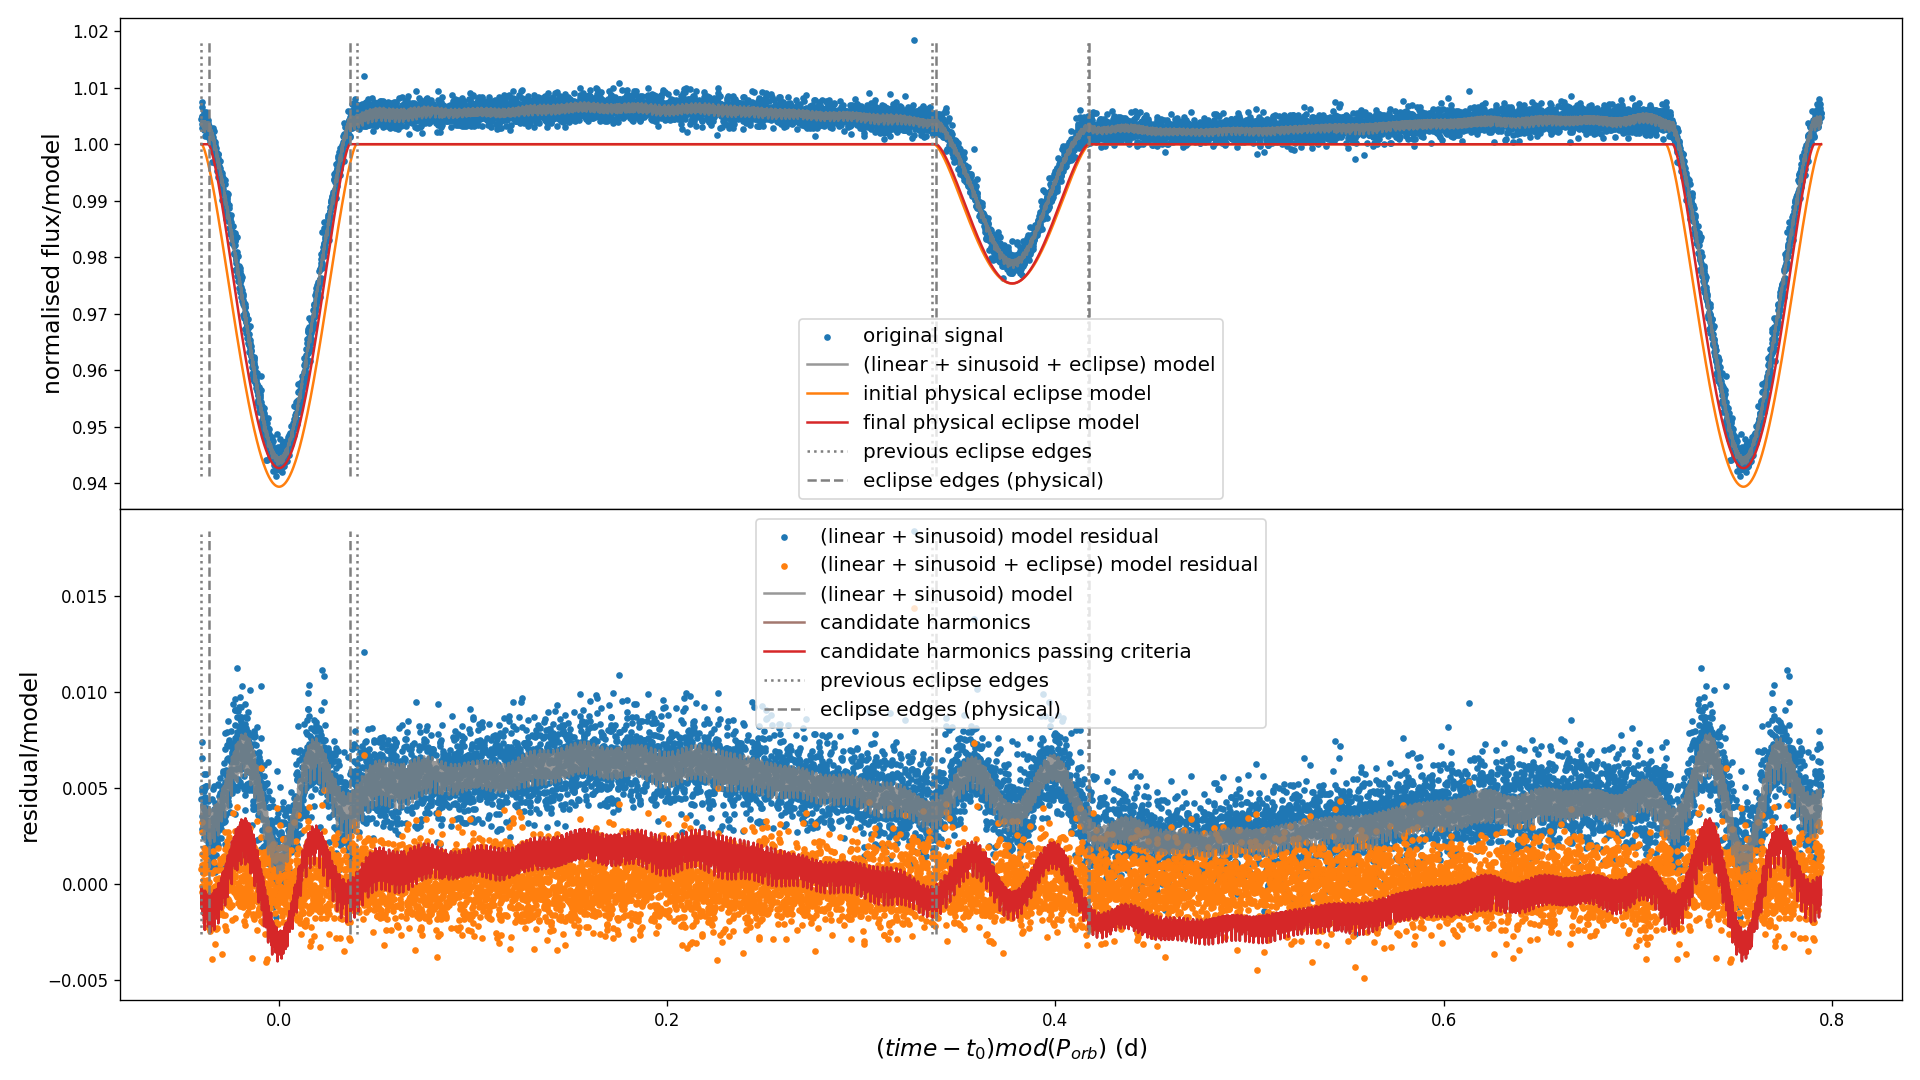 normalised flux/model
1.02
1.01
1.00
0.99
0.98
0.97
0.96
0.95
0.94
original signal
(linear + sinusoid + eclipse) model
initial physical eclipse model
final physical eclipse model
previous eclipse edges
eclipse edges (physical)
residual/model
0.015
0.010
0.005
0.000
−0.005
(linear + sinusoid) model residual
(linear + sinusoid + eclipse) model residual
(linear + sinusoid) model
candidate harmonics
candidate harmonics passing criteria
previous eclipse edges
eclipse edges (physical)
0.0 0.2 0.4 0.6 0.8
(time − t₀)mod(P_orb) (d)